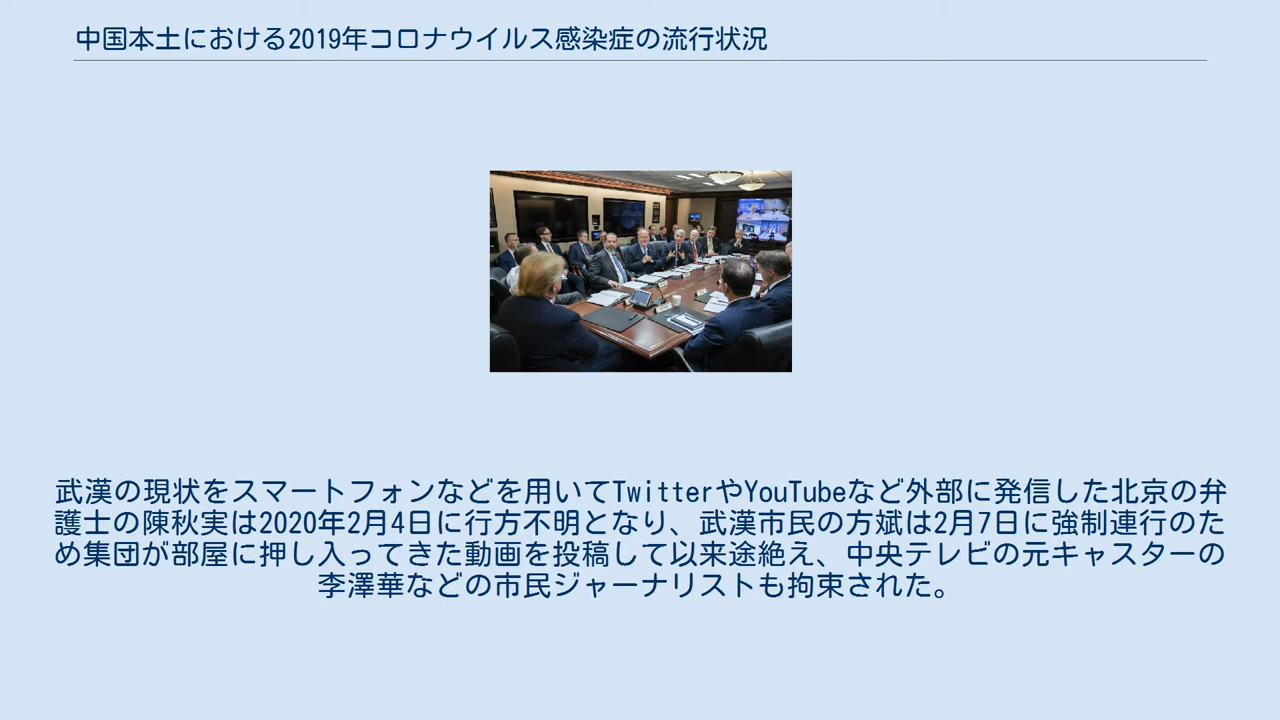 中国本土における2019年コロナウイルス感染症の流行状況
武漢の現状をスマートフォンなどを用いてTwitterやYouTubeなど外部に発信した北京の弁
護士の陳秋実は2020年2月4日に行方不明となり、武漢市民の方斌は2月7日に強制連行のた
め集団が部屋に押し入ってきた動画を投稿して以来途絶え、中央テレビの元キャスターの
李澤華などの市民ジャーナリストも拘束された。